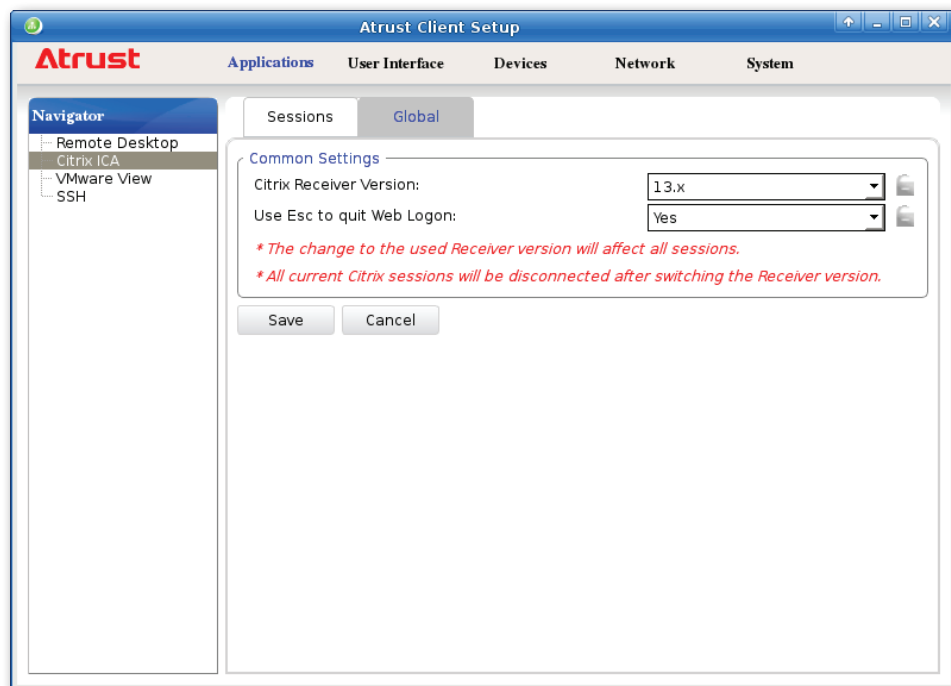 Atrust Client Setup
Atrust
Applications User Interface Devices Network System
Navigator
Remote Desktop
Citrix ICA
VMware View
SSH
Sessions Global
Common Settings
Citrix Receiver Version: 13.x
Use Esc to quit Web Logon: Yes
* The change to the used Receiver version will affect all sessions.
* All current Citrix sessions will be disconnected after switching the Receiver version.
Save Cancel